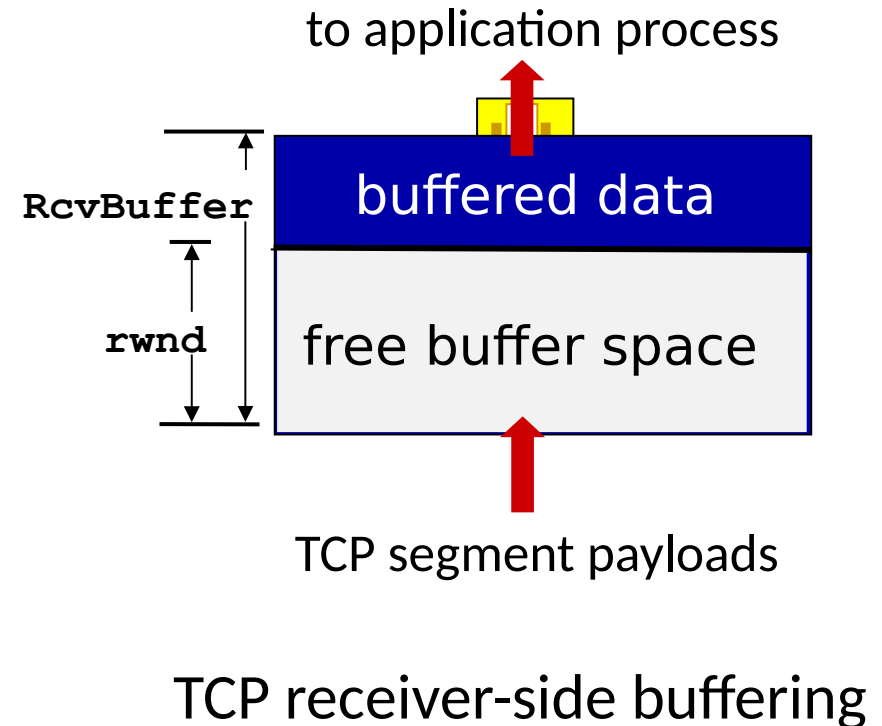 to application process
RcvBuffer
buffered data
rwnd
free buffer space
TCP segment payloads
TCP receiver-side buffering